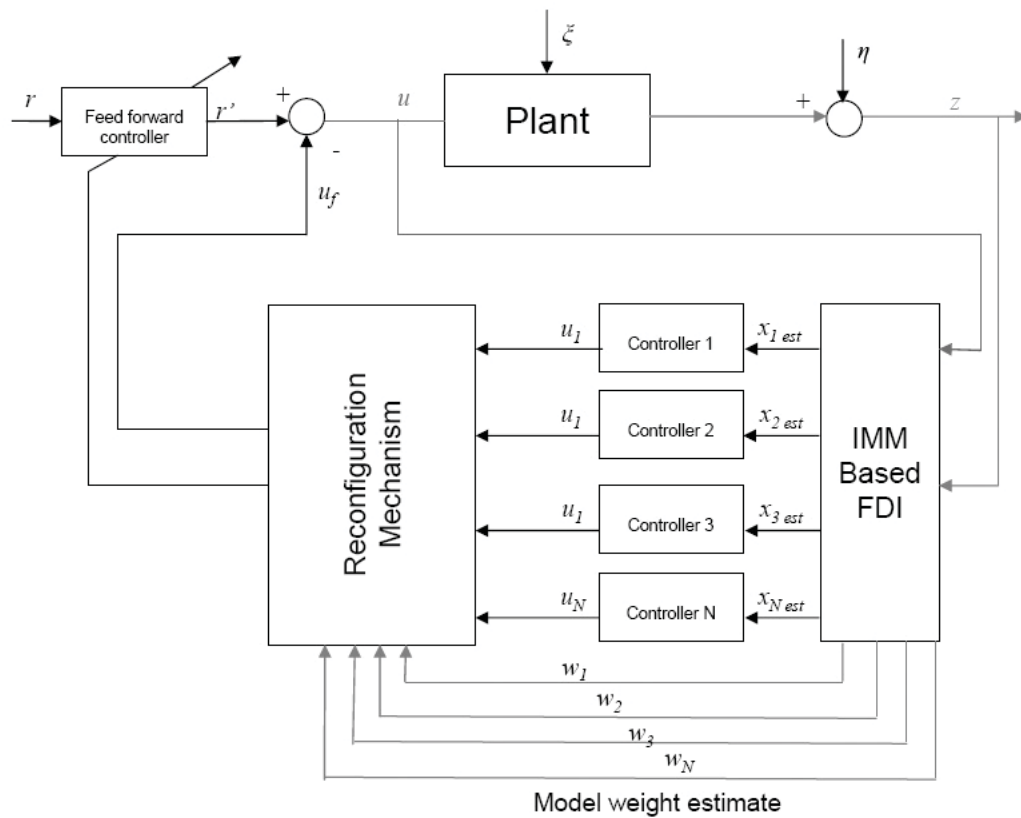 ξ
η
r
Feed forward
controller
r’
+
-
u
Plant
+
z
u_f
Reconfiguration
Mechanism
u_1
Controller 1
x_1 est
u_1
Controller 2
x_2 est
IMM
Based
FDI
u_1
Controller 3
x_3 est
u_N
Controller N
x_N est
w_1
w_2
w_3
w_N
Model weight estimate